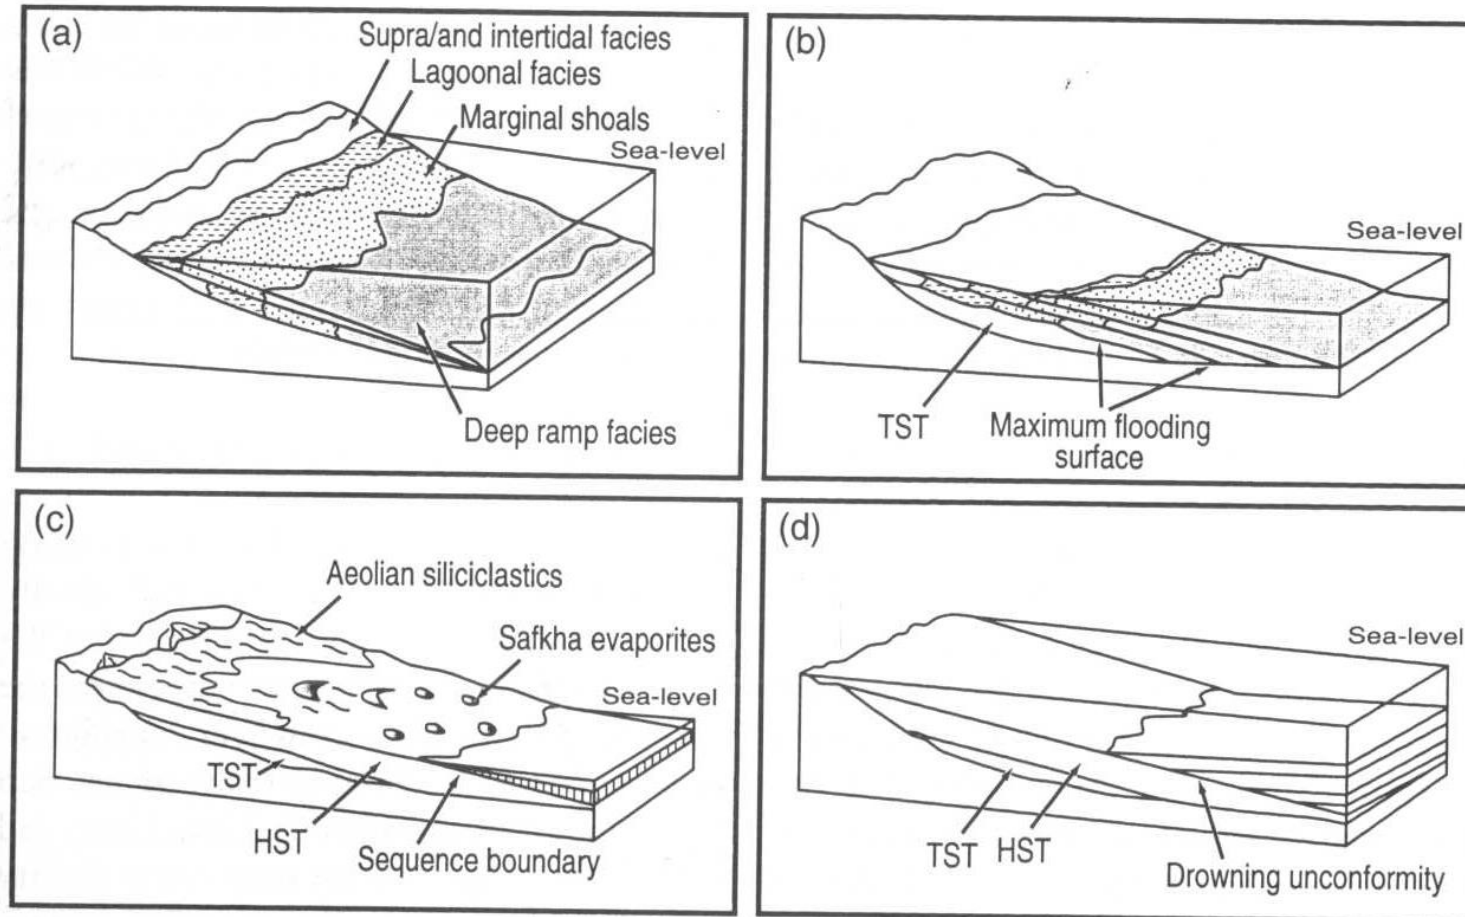 (a)
Supra/and intertidal facies
Lagoonal facies
Marginal shoals
Sea-level
Deep ramp facies
(b)
Sea-level
TST
Maximum flooding
surface
(c)
Aeolian siliciclastics
Safkha evaporites
Sea-level
TST
HST
Sequence boundary
(d)
Sea-level
TST
HST
Drowning unconformity